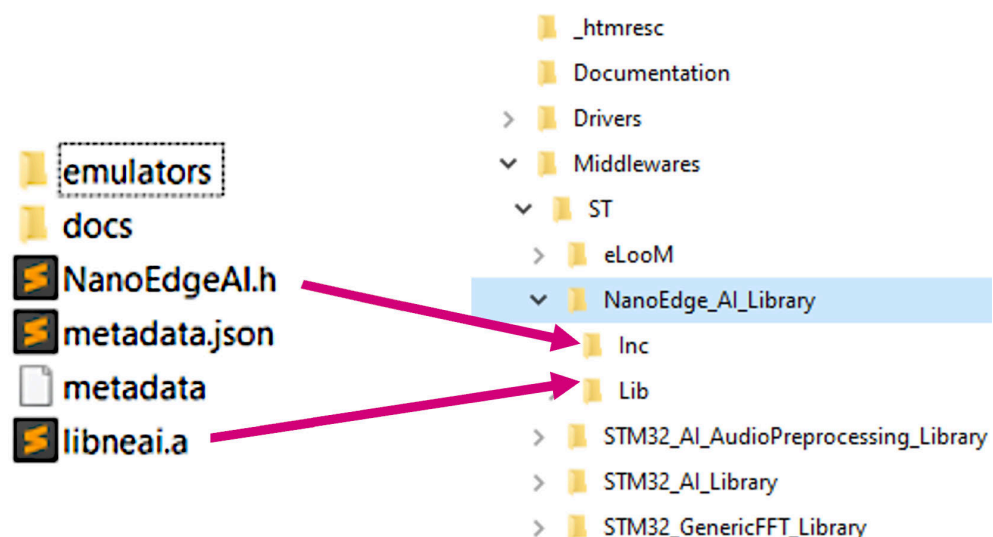 emulators
docs
NanoEdgeAI.h
metadata.json
metadata
libneai.a
_htmresc
Documentation
Drivers
Middlewares
ST
eLooM
NanoEdge_AI_Library
Inc
Lib
STM32_AI_AudioPreprocessing_Library
STM32_AI_Library
STM32_GenericFFT_Library